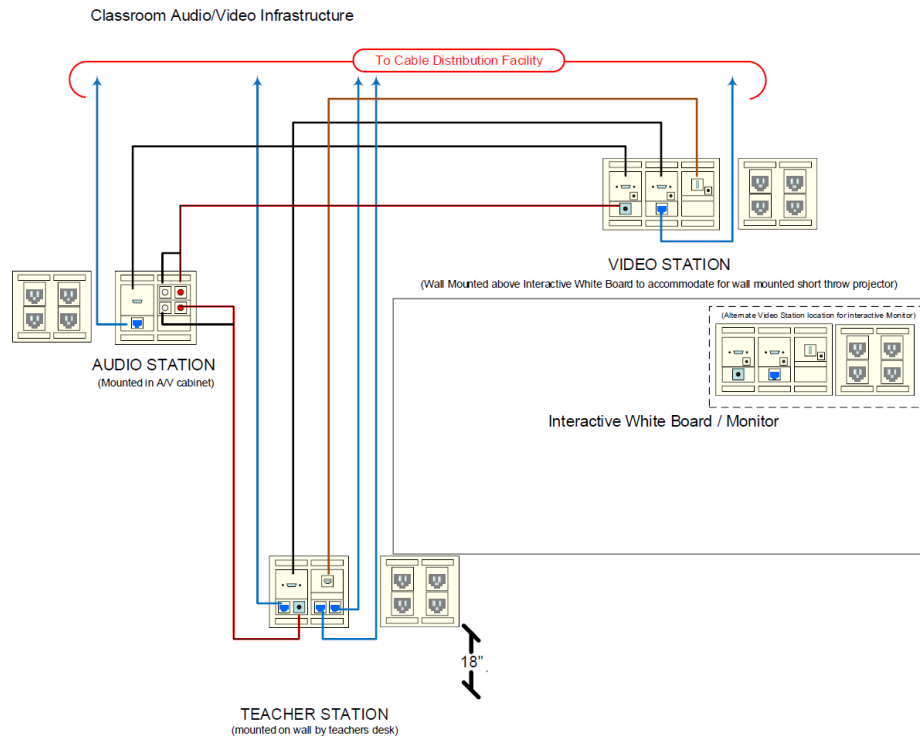 Classroom Audio/Video Infrastructure
To Cable Distribution Facility
VIDEO STATION
(Wall Mounted above Interactive White Board to accommodate for wall mounted short throw projector)
(Alternate Video Station location for interactive Monitor)
AUDIO STATION
(Mounted in A/V cabinet)
Interactive White Board / Monitor
18"
TEACHER STATION
(mounted on wall by teachers desk)